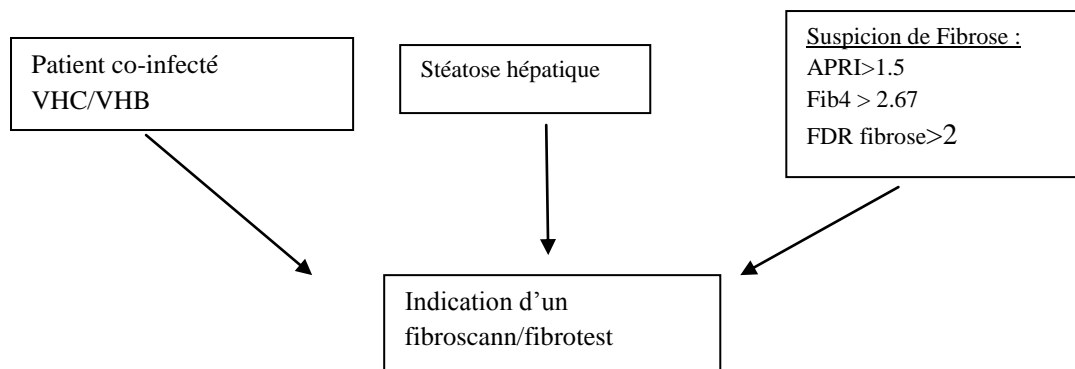 Patient co-infecté
VHC/VHB
Stéatose hépatique
Suspicion de Fibrose :
APRI>1.5
Fib4 > 2.67
FDR fibrose>2
Indication d'un
fibroscann/fibrotest